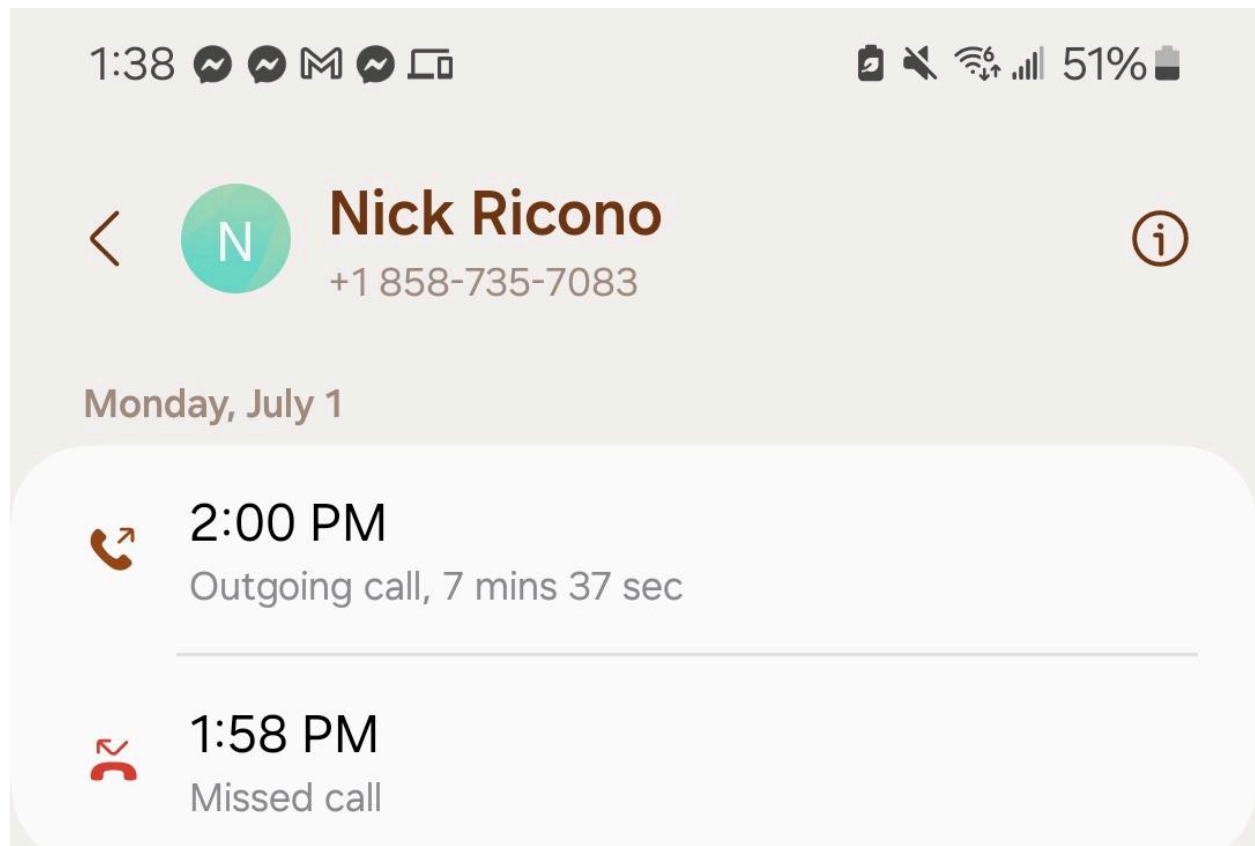 1:38 51%
N
Nick Ricono
+1 858-735-7083
Monday, July 1
2:00 PM
Outgoing call, 7 mins 37 sec
1:58 PM
Missed call